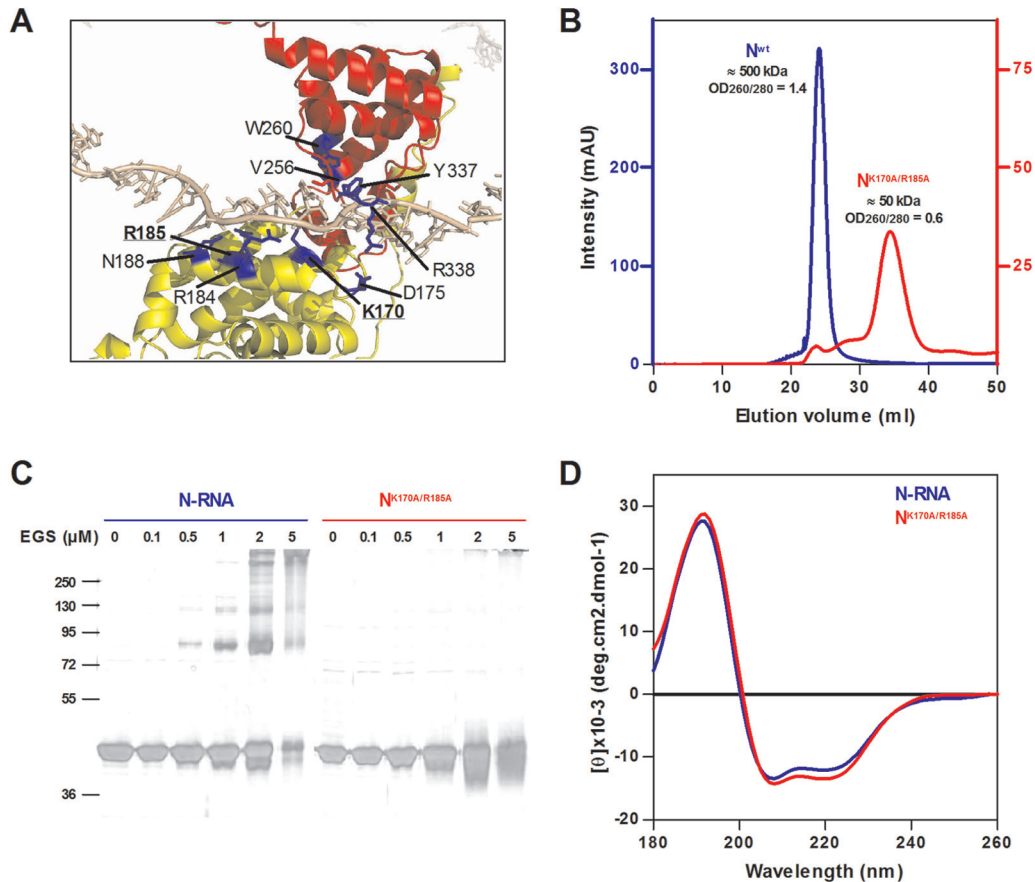 A
W260
V256
Y337
R185
N188
R184
R338
D175
K170
B
Nwt
≈ 500 kDa
OD260/280 = 1.4
NK170A/R185A
≈ 50 kDa
OD260/280 = 0.6
Intensity (mAU)
300
200
100
0
75
50
25
0 10 20 30 40 50
Elution volume (ml)
C
N-RNA NK170A/R185A
EGS (µM) 0 0.1 0.5 1 2 5 0 0.1 0.5 1 2 5
250
130
95
72
55
36
D
N-RNA
NK170A/R185A
[θ]x10-3 (deg.cm2.dmol-1)
30
20
10
0
-10
-20
180 200 220 240 260
Wavelength (nm)